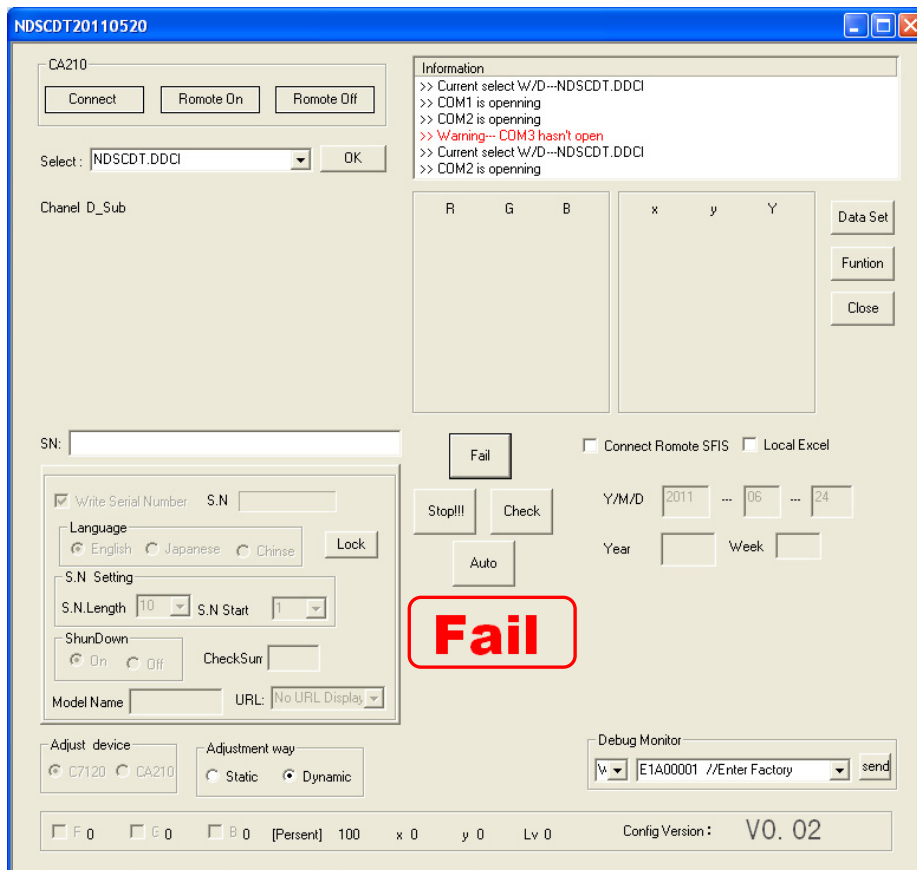 NDSCDT20110520
CA210
Connect Romote On Romote Off
Select : NDSCDT.DDCI OK
Information
>> Current select W/D---NDSCDT.DDCI
>> COM1 is openning
>> COM2 is openning
>> Warning--- COM3 hasn't open
>> Current select W/D---NDSCDT.DDCI
>> COM2 is openning
Chanel D_Sub
R G B
x y Y
Data Set
Funtion
Close
SN:
Fail
Connect Romote SFIS Local Excel
Write Serial Number S.N
Language
English Japanese Chinse
Lock
Stop!!! Check
Auto
Y/M/D 2011 --- 06 --- 24
Year Week
S.N Setting
S.N.Length 10 S.N Start 1
ShunDown
On Off
CheckSum
Model Name URL: No URL Display
Fail
Adjust device
C7120 CA210
Adjustment way
Static Dynamic
Debug Monitor
E1A00001 //Enter Factory send
F 0 G 0 B 0 [Persent] 100 x 0 y 0 Lv 0 Config Version : V0. 02